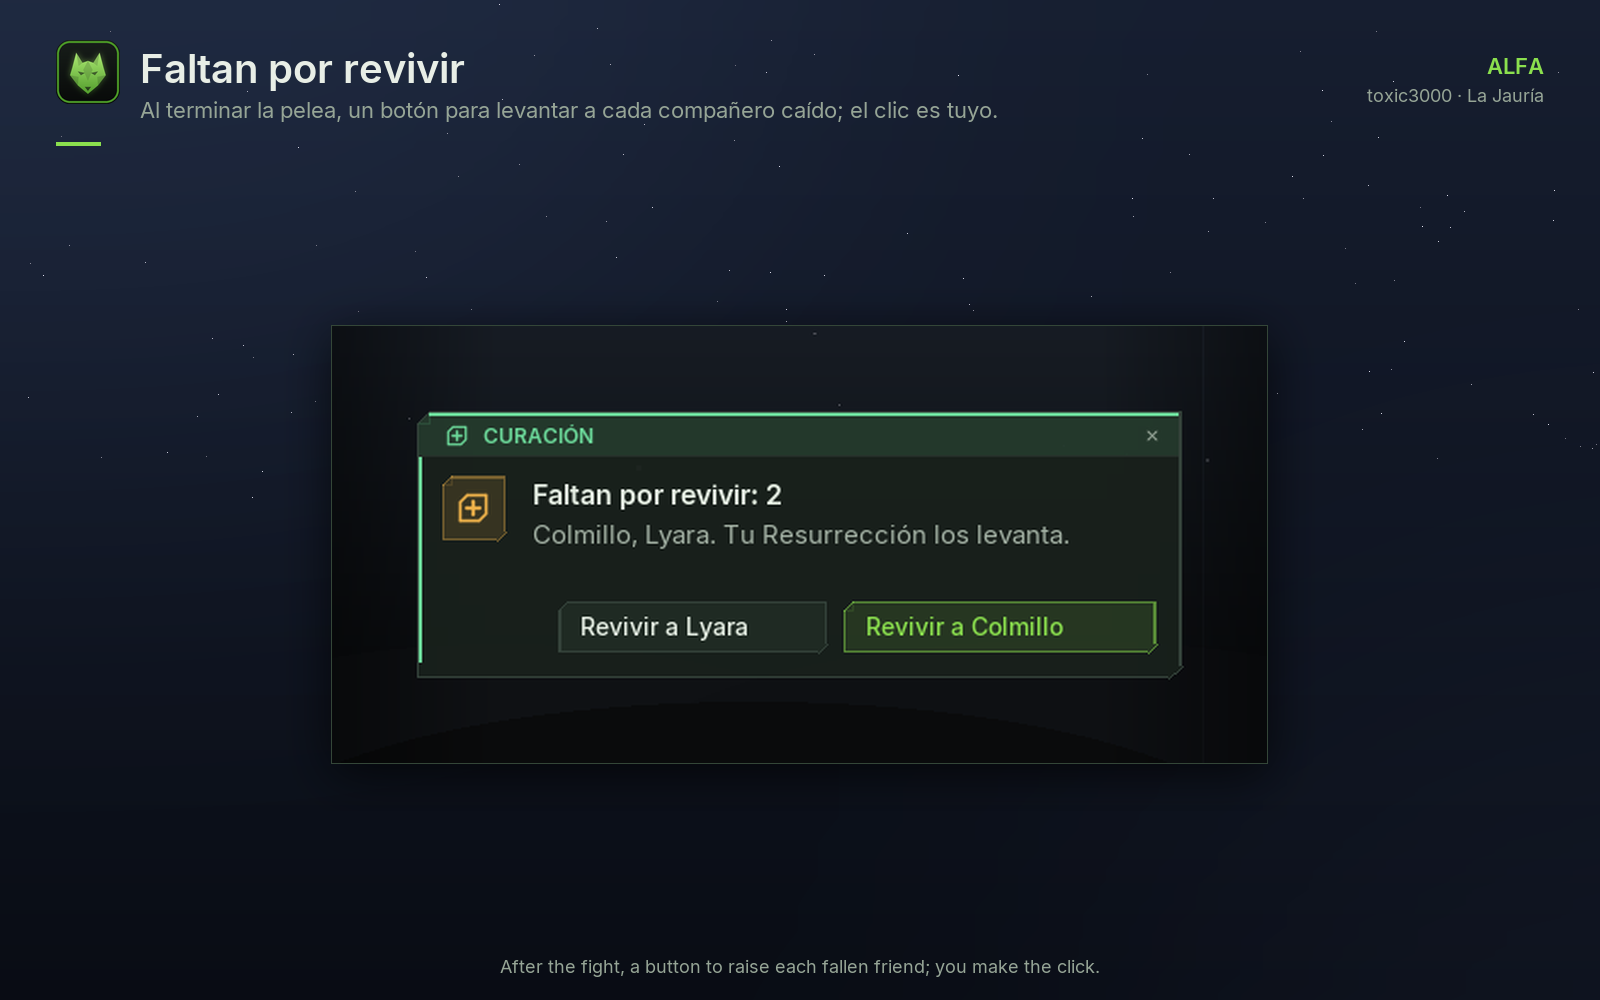 Faltan por revivir
Al terminar la pelea, un botón para levantar a cada compañero caído; el clic es tuyo.
ALFA
toxic3000 · La Jauría
CURACIÓN
×
Faltan por revivir: 2
Colmillo, Lyara. Tu Resurrección los levanta.
Revivir a Lyara
Revivir a Colmillo
After the fight, a button to raise each fallen friend; you make the click.